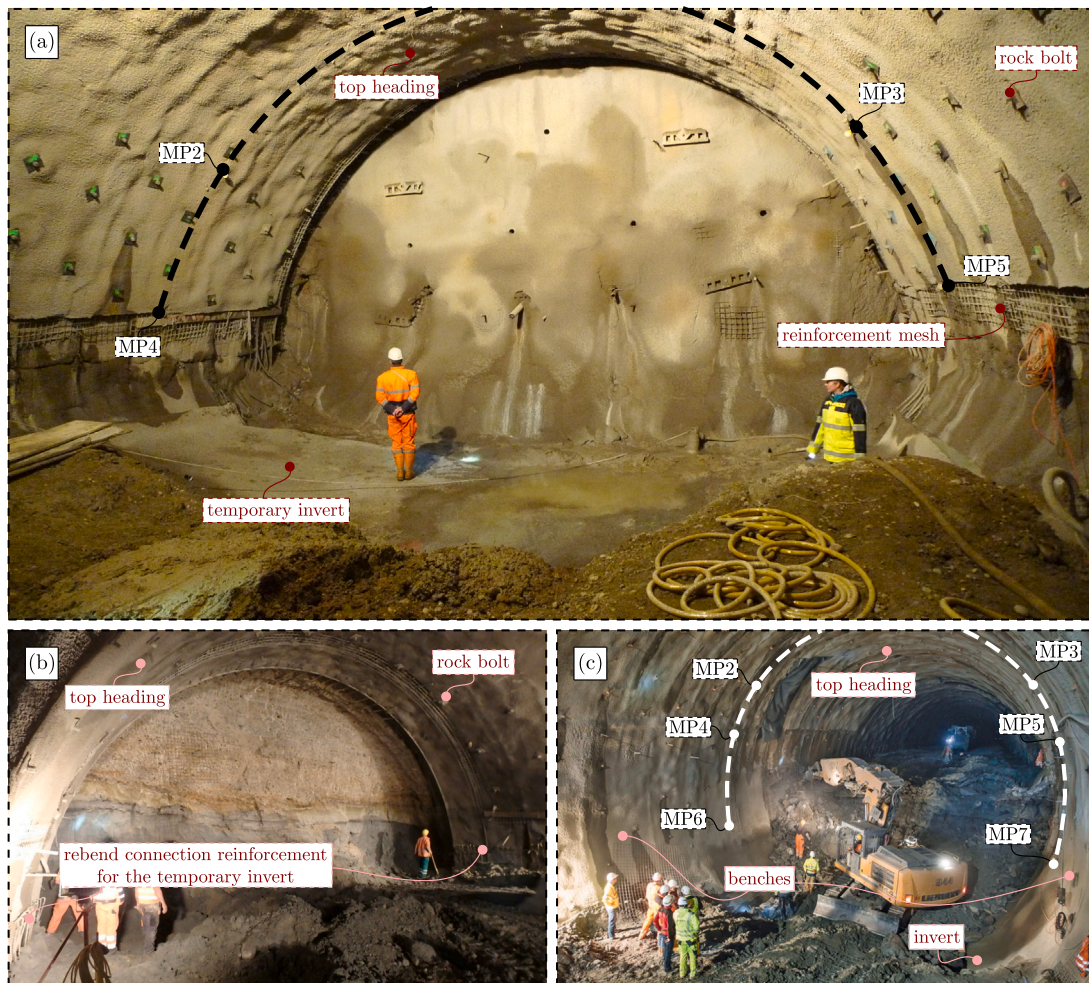 (a)
top heading
rock bolt
MP3
MP2
MP5
MP4
reinforcement mesh
temporary invert
(b)
top heading
rock bolt
rebend connection reinforcement
for the temporary invert
(c)
MP2
top heading
MP3
MP4
MP5
MP6
MP7
benches
invert